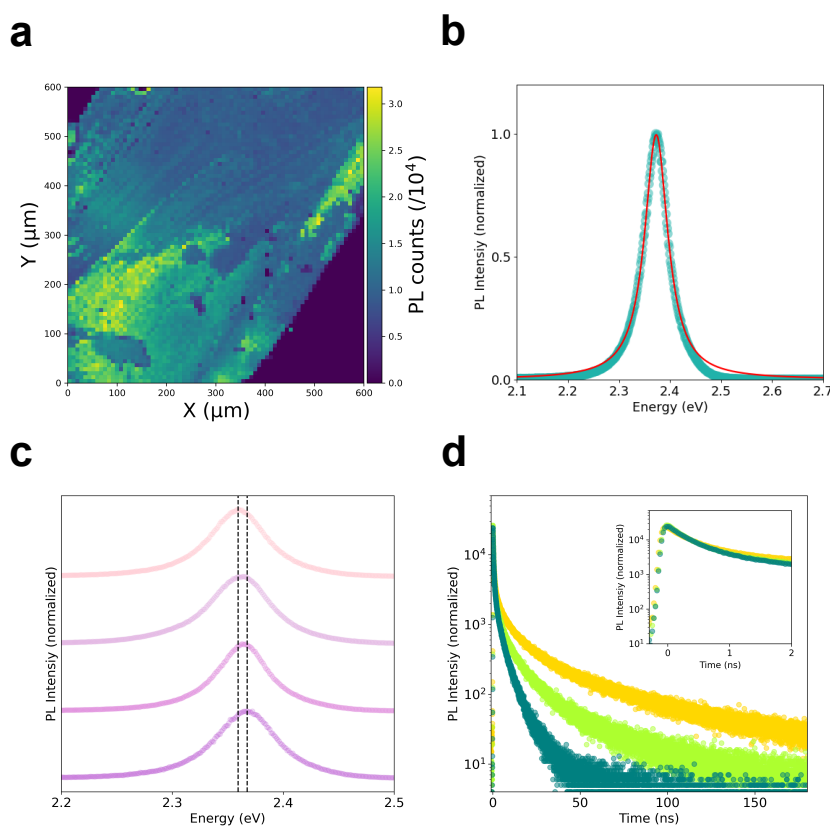 a
600
500
400
300
200
100
0
Y (μm)
0 100 200 300 400 500 600
X (μm)
3.0
2.5
2.0
1.5
1.0
0.5
0.0
PL counts (/10⁴)
b
1.0
0.5
0.0
PL Intensiy (normalized)
2.1 2.2 2.3 2.4 2.5 2.6 2.7
Energy (eV)
c
PL Intensiy (normalized)
2.2 2.3 2.4 2.5
Energy (eV)
d
10⁴
10³
10²
10¹
PL Intensiy (normalized)
0 50 100 150
Time (ns)
10⁴
10³
10²
10¹
PL Intensiy (normalized)
0 1 2
Time (ns)